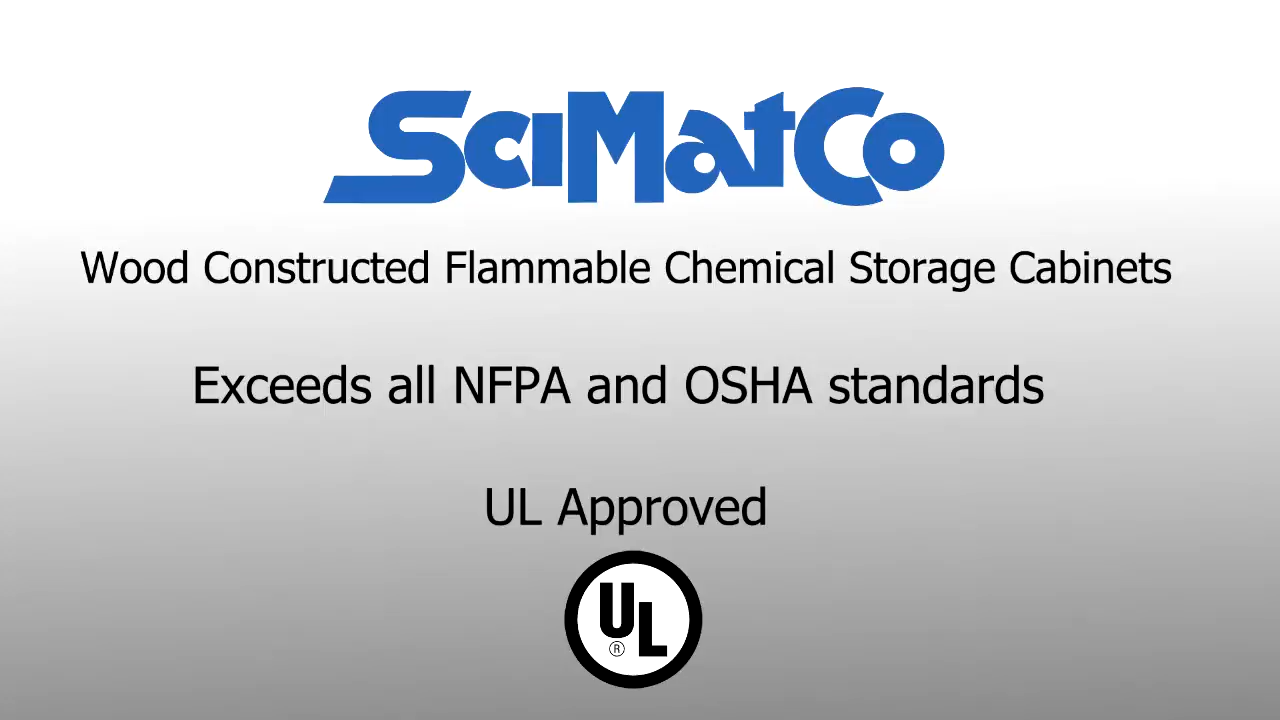 SciMatCo
Wood Constructed Flammable Chemical Storage Cabinets
Exceeds all NFPA and OSHA standards
UL Approved
UL
®